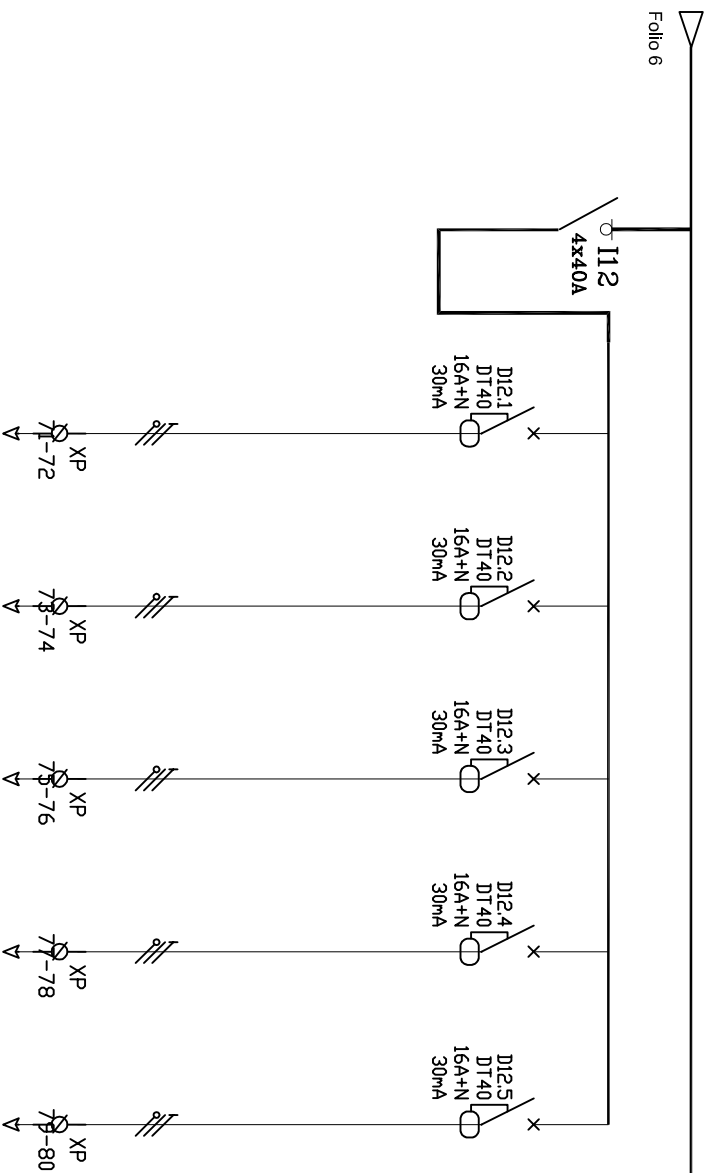 Folio 6
I12
4x40A
D12.1
DT40
16A+N
30mA
XP
71-72
D12.2
DT40
16A+N
30mA
XP
73-74
D12.3
DT40
16A+N
30mA
XP
75-76
D12.4
DT40
16A+N
30mA
XP
77-78
D12.5
DT40
16A+N
30mA
XP
79-80